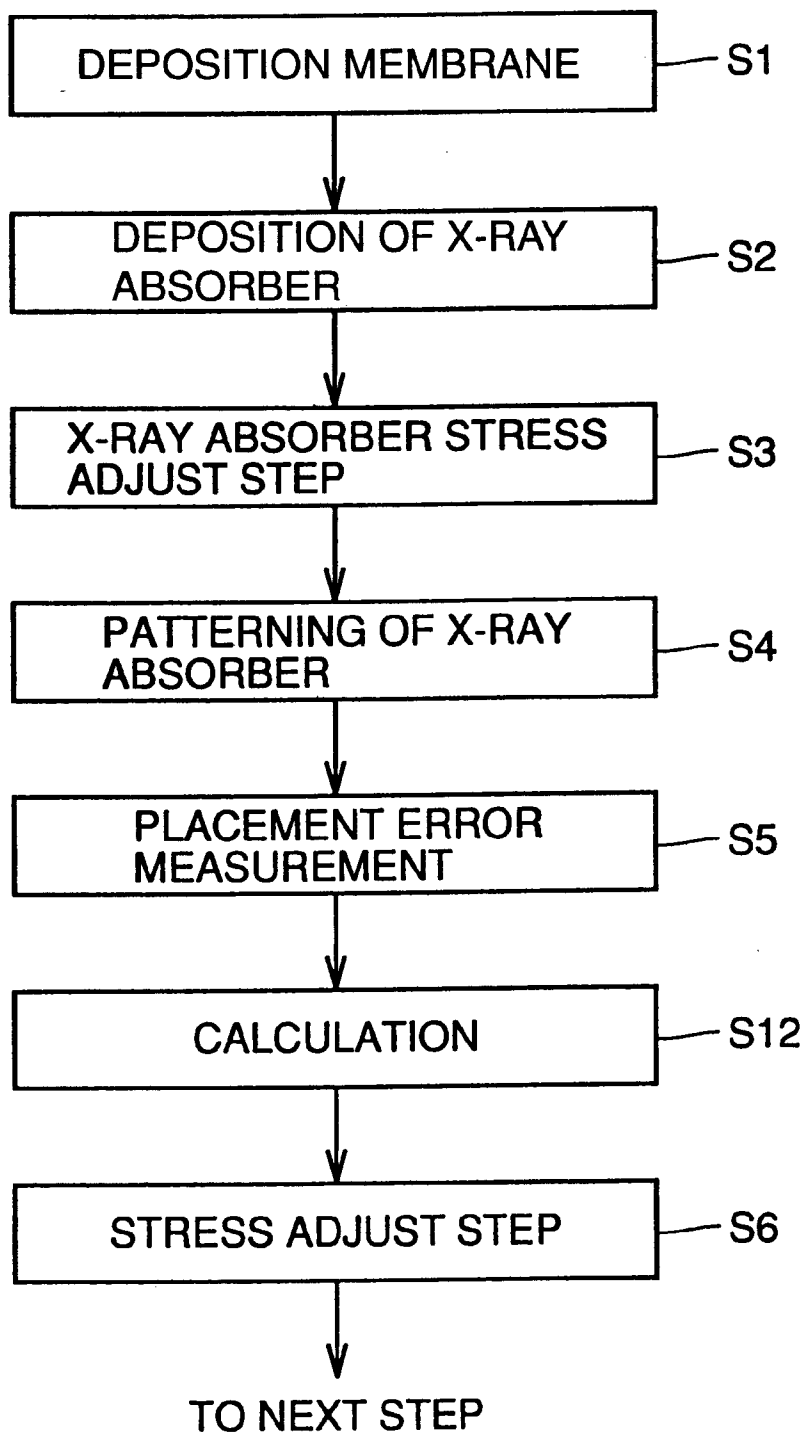 DEPOSITION MEMBRANE
S1
DEPOSITION OF X-RAY
ABSORBER
S2
X-RAY ABSORBER STRESS
ADJUST STEP
S3
PATTERNING OF X-RAY
ABSORBER
S4
PLACEMENT ERROR
MEASUREMENT
S5
CALCULATION
S12
STRESS ADJUST STEP
S6
TO NEXT STEP